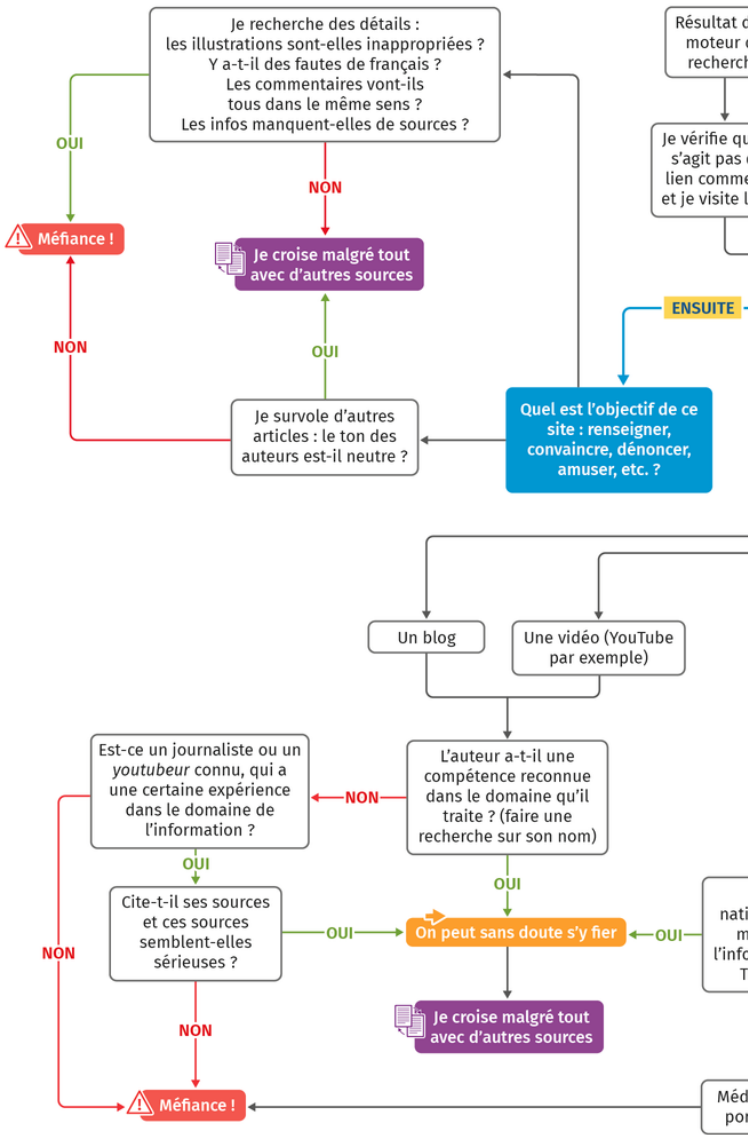 Je recherche des détails :
les illustrations sont-elles inappropriées ?
Y a-t-il des fautes de français ?
Les commentaires vont-ils
tous dans le même sens ?
Les infos manquent-elles de sources ?
Résultat
moteur
Je vérifie
s'agit pas
lien
et je visite
OUI
NON
Méfiance !
Je croise malgré tout
avec d'autres sources
ENSUITE
NON
OUI
Je survole d'autres
articles : le ton des
auteurs est-il neutre ?
Quel est l'objectif de ce
site : renseigner,
convaincre, dénoncer,
amuser, etc. ?
Un blog
Une vidéo (YouTube
par exemple)
Est-ce un journaliste ou un
youtubeur connu, qui a
une certaine expérience
dans le domaine de
l'information ?
NON
L'auteur a-t-il une
compétence reconnue
dans le domaine qu'il
traite ? (faire une
recherche sur son nom)
OUI
OUI
Cite-t-il ses sources
et ces sources
semblent-elles
sérieuses ?
OUI
On peut sans doute s'y fier
OUI
NON
NON
Je croise malgré tout
avec d'autres sources
Méfiance !